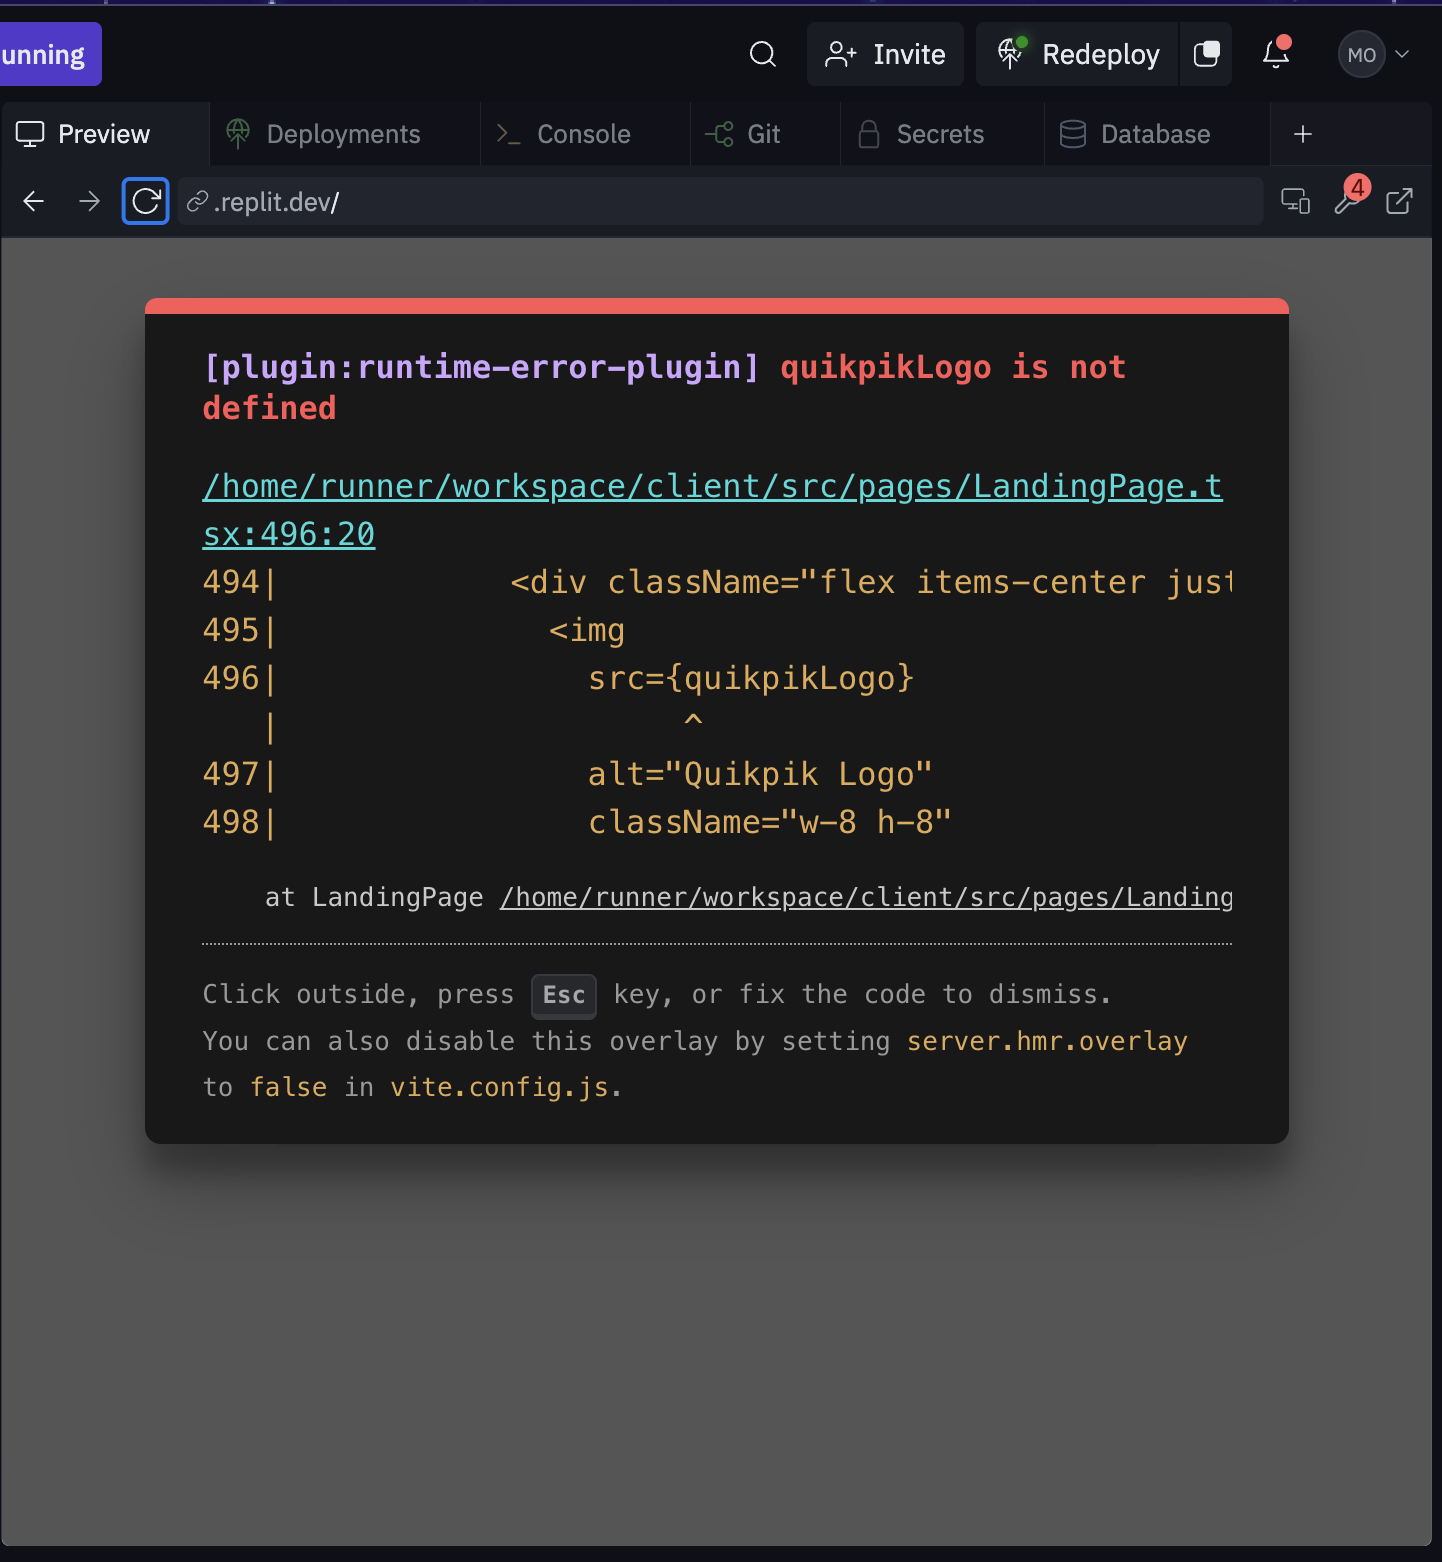 unning
Invite
Redeploy
MO
Preview
Deployments
Console
Git
Secrets
Database
+
.replit.dev/
4
[plugin:runtime-error-plugin] quikpikLogo is not
defined
/home/runner/workspace/client/src/pages/LandingPage.t
sx:496:20
494|            <div className="flex items-center just
495|              <img
496|                src={quikpikLogo}
   |                     ^
497|                alt="Quikpik Logo"
498|                className="w-8 h-8"
at LandingPage /home/runner/workspace/client/src/pages/Landing
Click outside, press Esc key, or fix the code to dismiss.
You can also disable this overlay by setting server.hmr.overlay
to false in vite.config.js.